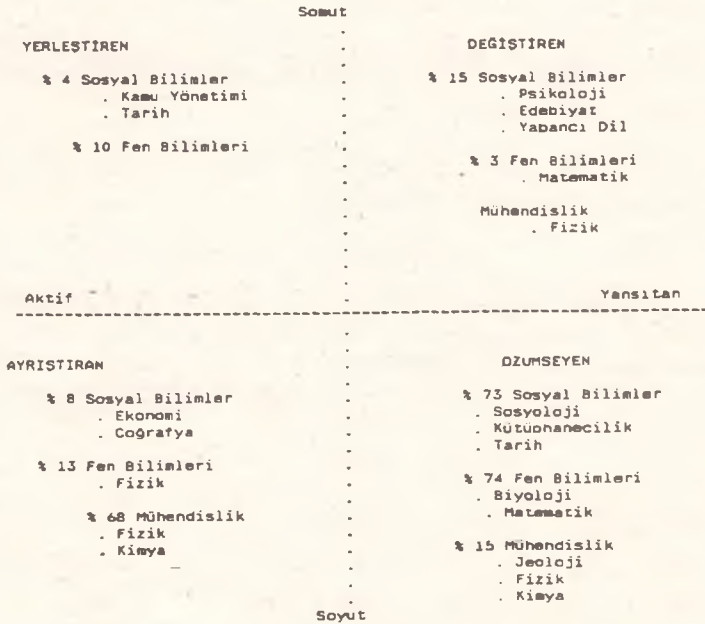 Somut
YERLEŞTİREN
% 4 Sosyal Bilimler
. Kamu Yönetimi
. Tarih
% 10 Fen Bilimleri
DEĞİŞTİREN
% 15 Sosyal Bilimler
. Psikoloji
. Edebiyat
. Yabancı Dil
% 3 Fen Bilimleri
. Matematik
Mühendislik
. Fizik
Aktif
Yansıtan
AYRIŞTIRAN
% 8 Sosyal Bilimler
. Ekonomi
. Coğrafya
% 13 Fen Bilimleri
. Fizik
% 68 Mühendislik
. Fizik
. Kimya
OZUMSEYEN
% 73 Sosyal Bilimler
. Sosyoloji
. Kütüphanecilik
. Tarih
% 74 Fen Bilimleri
. Biyoloji
. Matematik
% 15 Mühendislik
. Jeoloji
. Fizik
. Kimya
Soyut